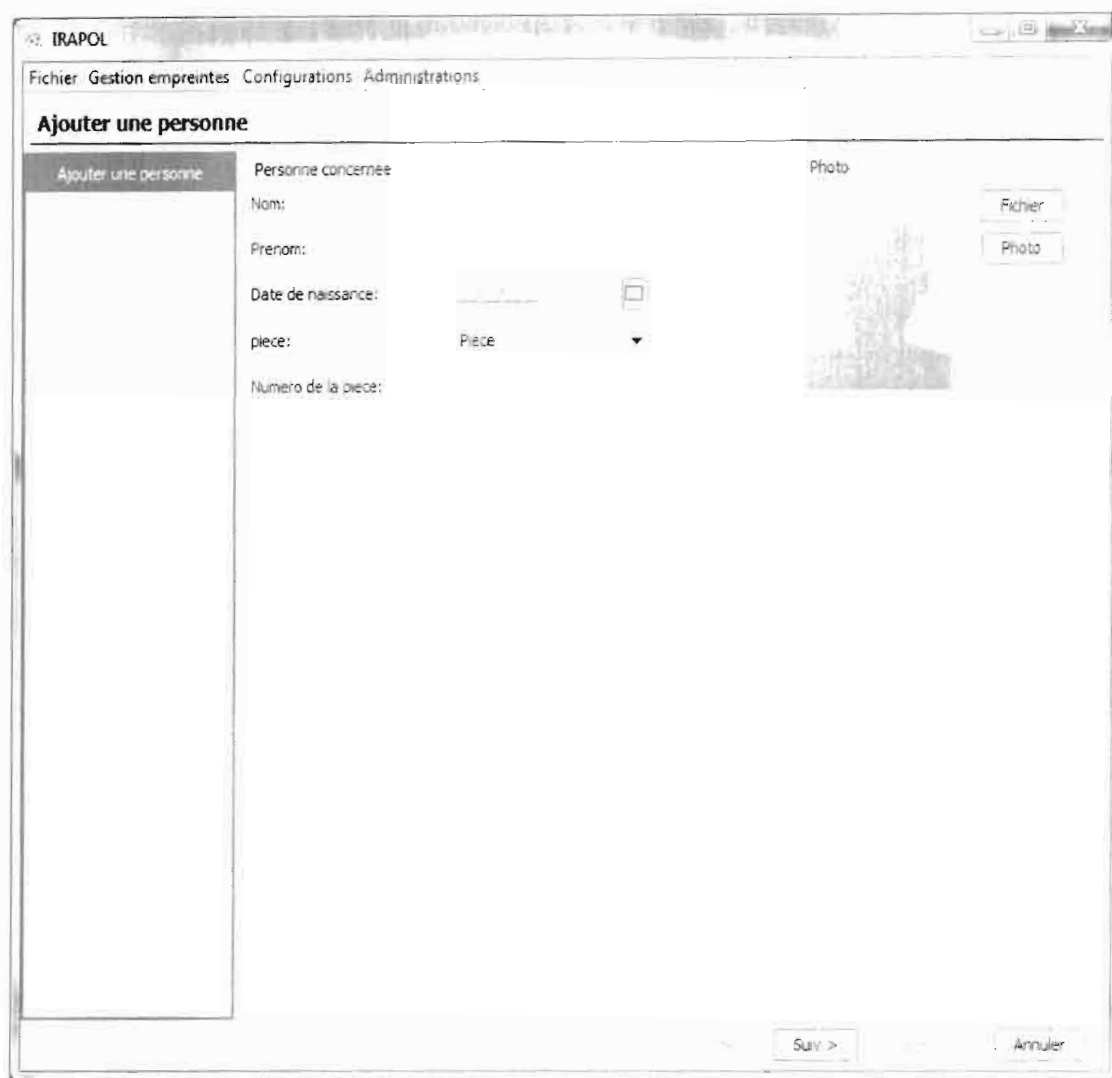 IRAPOL
Fichier Gestion empreintes Configurations Administrations
Ajouter une personne
Ajouter une personne
Personne concernee
Photo
Nom:
Fichier
Prenom:
Photo
Date de naissance:
piece:
Piece
Numero de la piece:
Suiv >
Annuler